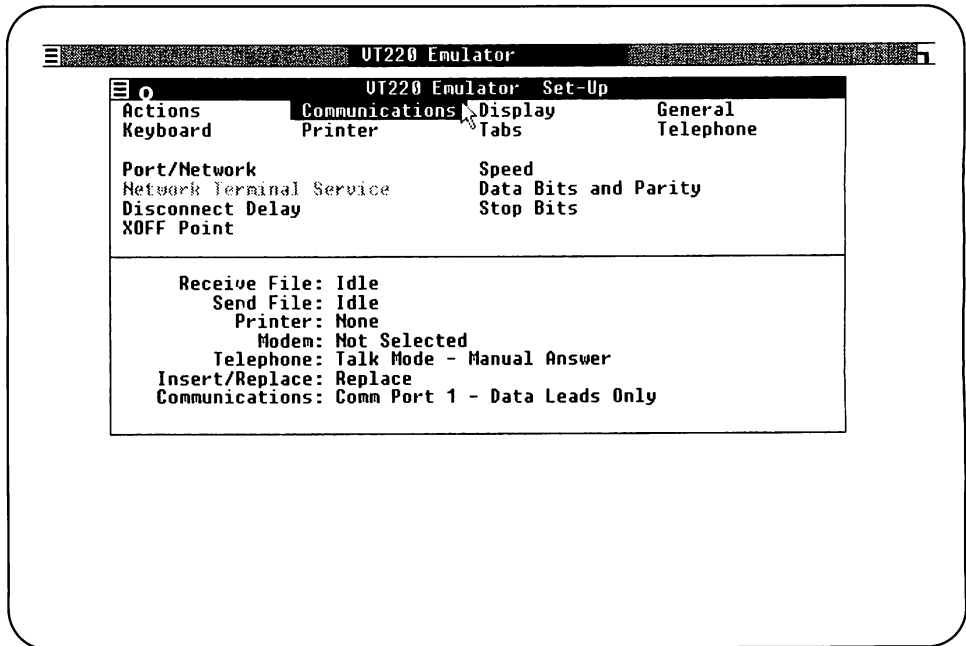 VT220 Emulator
VT220 Emulator Set-Up
Actions Communications Display General
Keyboard Printer Tabs Telephone
Port/Network Speed
Network Terminal Service Data Bits and Parity
Disconnect Delay Stop Bits
XOFF Point
Receive File: Idle
Send File: Idle
Printer: None
Modem: Not Selected
Telephone: Talk Mode - Manual Answer
Insert/Replace: Replace
Communications: Comm Port 1 - Data Leads Only